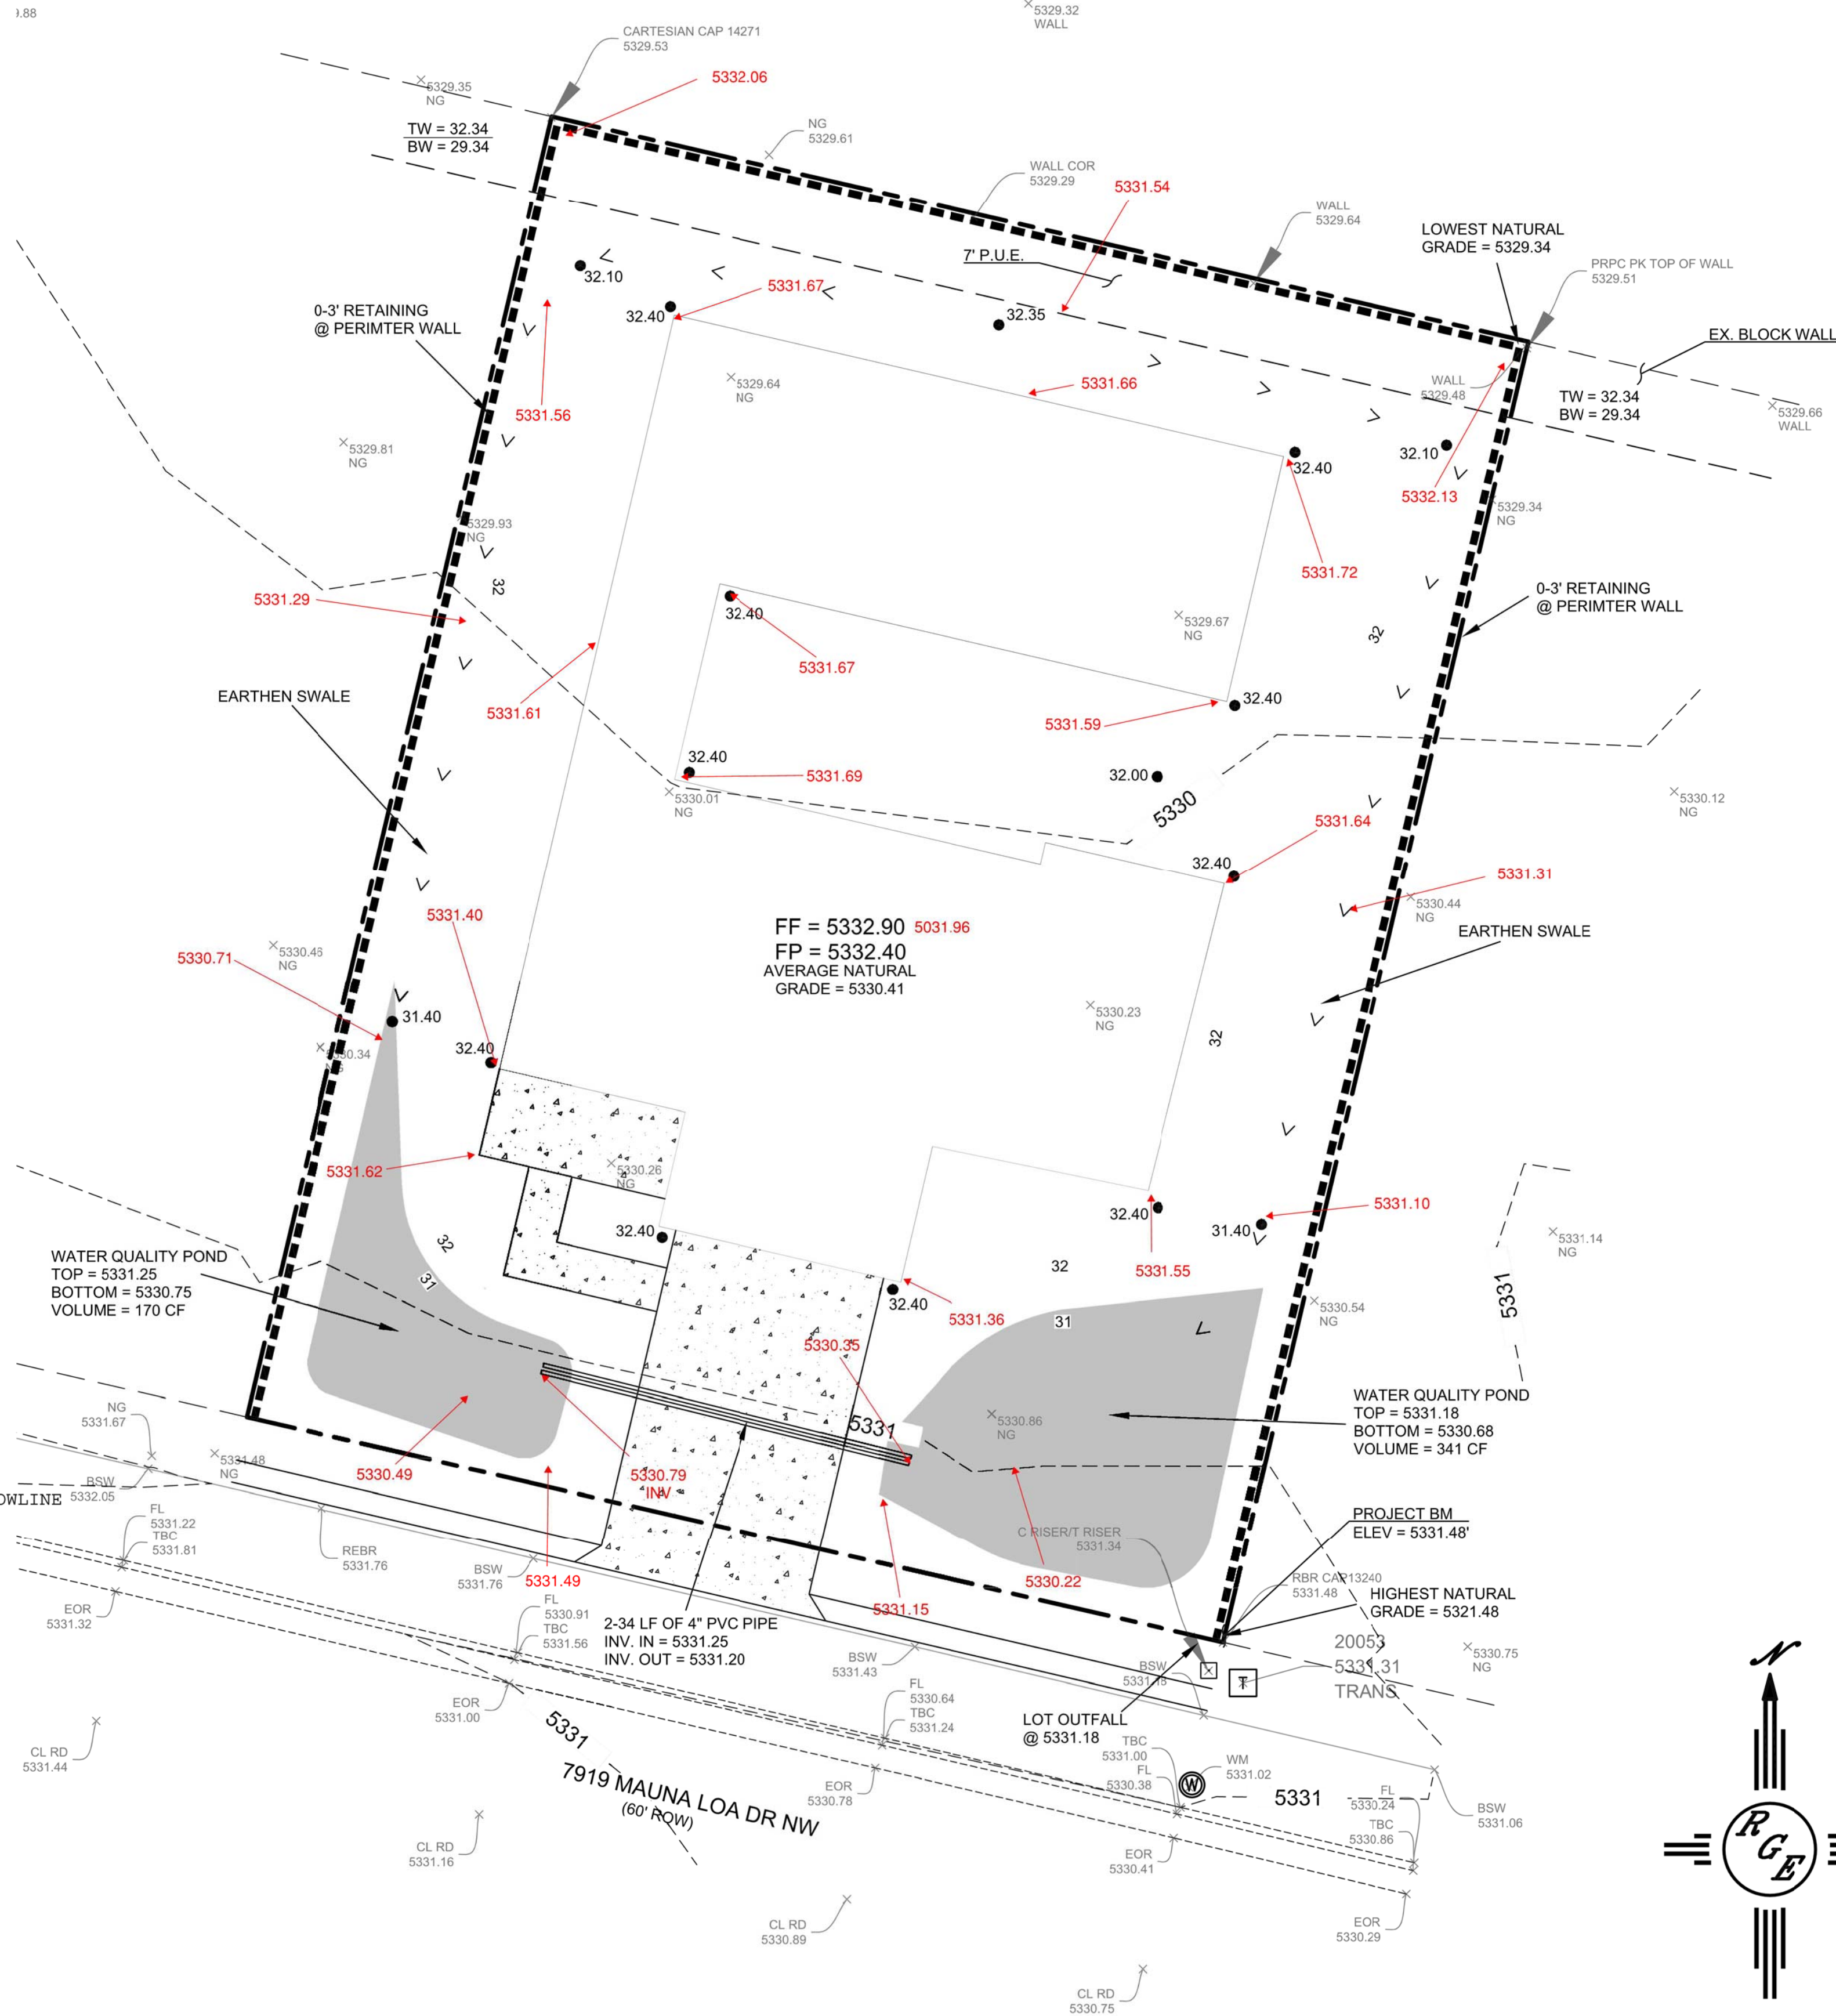 CARTESIAN CAP 14271
5329.53
5329.32
WALL
5332.06
5329.35
NG
TW = 32.34
BW = 29.34
NG
5329.61
WALL COR
5329.29
5331.54
WALL
5329.64
LOWEST NATURAL
GRADE = 5329.34
PRPC PK TOP OF WALL
5329.51
7' P.U.E.
32.10
5331.67
32.40
32.35
0-3' RETAINING
@ PERIMTER WALL
EX. BLOCK WALL
5329.64
NG
5331.66
WALL
5329.48
TW = 32.34
BW = 29.34
5329.66
WALL
5331.56
5329.81
NG
32.40
32.10
5332.13
5329.34
NG
5329.93
NG
5331.72
32
5331.29
32.40
5329.67
NG
32
0-3' RETAINING
@ PERIMTER WALL
5331.67
EARTHEN SWALE
5331.61
5331.59
32.40
32.40
5331.69
32.00
5330
5330.01
NG
5330.12
NG
5331.64
32.40
5331.31
5330.44
NG
5331.40
FF = 5332.90 5031.96
FP = 5332.40
AVERAGE NATURAL
GRADE = 5330.41
EARTHEN SWALE
5330.71
5330.46
NG
31.40
5330.23
NG
32
5330.34
NG
32.40
5331.62
5330.26
NG
32.40
32.40
31.40
5331.10
5331.14
NG
32
31
WATER QUALITY POND
TOP = 5331.25
BOTTOM = 5330.75
VOLUME = 170 CF
32
5331.55
5331
32.40
5331.36
31
5330.54
NG
5330.35
WATER QUALITY POND
TOP = 5331.18
BOTTOM = 5330.68
VOLUME = 341 CF
NG
5331.67
5331.48
NG
5331
5330.86
NG
5330.49
5330.79
INV
BSW
5332.05
OWLINE
FL
5331.22
TBC
5331.81
REBR
5331.76
BSW
5331.76
5331.49
C RISER/T RISER
5331.34
5330.22
PROJECT BM
ELEV = 5331.48'
RBR CAP13240
5331.48
HIGHEST NATURAL
GRADE = 5321.48
EOR
5331.32
FL
5330.91
TBC
5331.56
5331.15
2-34 LF OF 4" PVC PIPE
INV. IN = 5331.25
INV. OUT = 5331.20
BSW
5331.43
BSW
T
20053
5331.31
TRANS
5330.75
NG
EOR
5331.00
FL
5330.64
TBC
5331.24
LOT OUTFALL
@ 5331.18
5331
TBC
5331.00
FL
5330.38
W
WM
5331.02
CL RD
5331.44
7919 MAUNA LOA DR NW
(60' ROW)
EOR
5330.78
5331
FL
5330.24
TBC
5330.86
BSW
5331.06
CL RD
5331.16
EOR
5330.41
CL RD
5330.89
EOR
5330.29
CL RD
5330.75
N
RGE